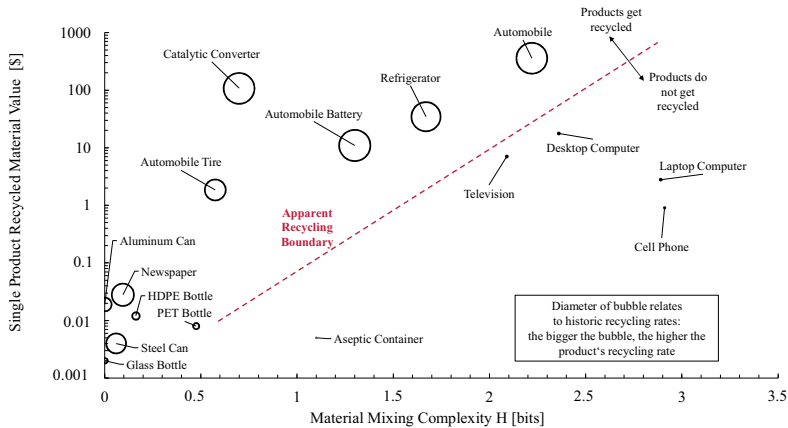 Single Product Recycled Material Value [$]
1000
100
10
1
0.1
0.01
0.001
0
0.5
1
1.5
2
2.5
3
3.5
Material Mixing Complexity H [bits]
Catalytic Converter
Automobile
Refrigerator
Automobile Battery
Automobile Tire
Products get
recycled
Products do
not get
recycled
Desktop Computer
Television
Laptop Computer
Cell Phone
Apparent
Recycling
Boundary
Aluminum Can
Newspaper
HDPE Bottle
PET Bottle
Steel Can
Glass Bottle
Aseptic Container
Diameter of bubble relates
to historic recycling rates:
the bigger the bubble, the higher the
product‘s recycling rate